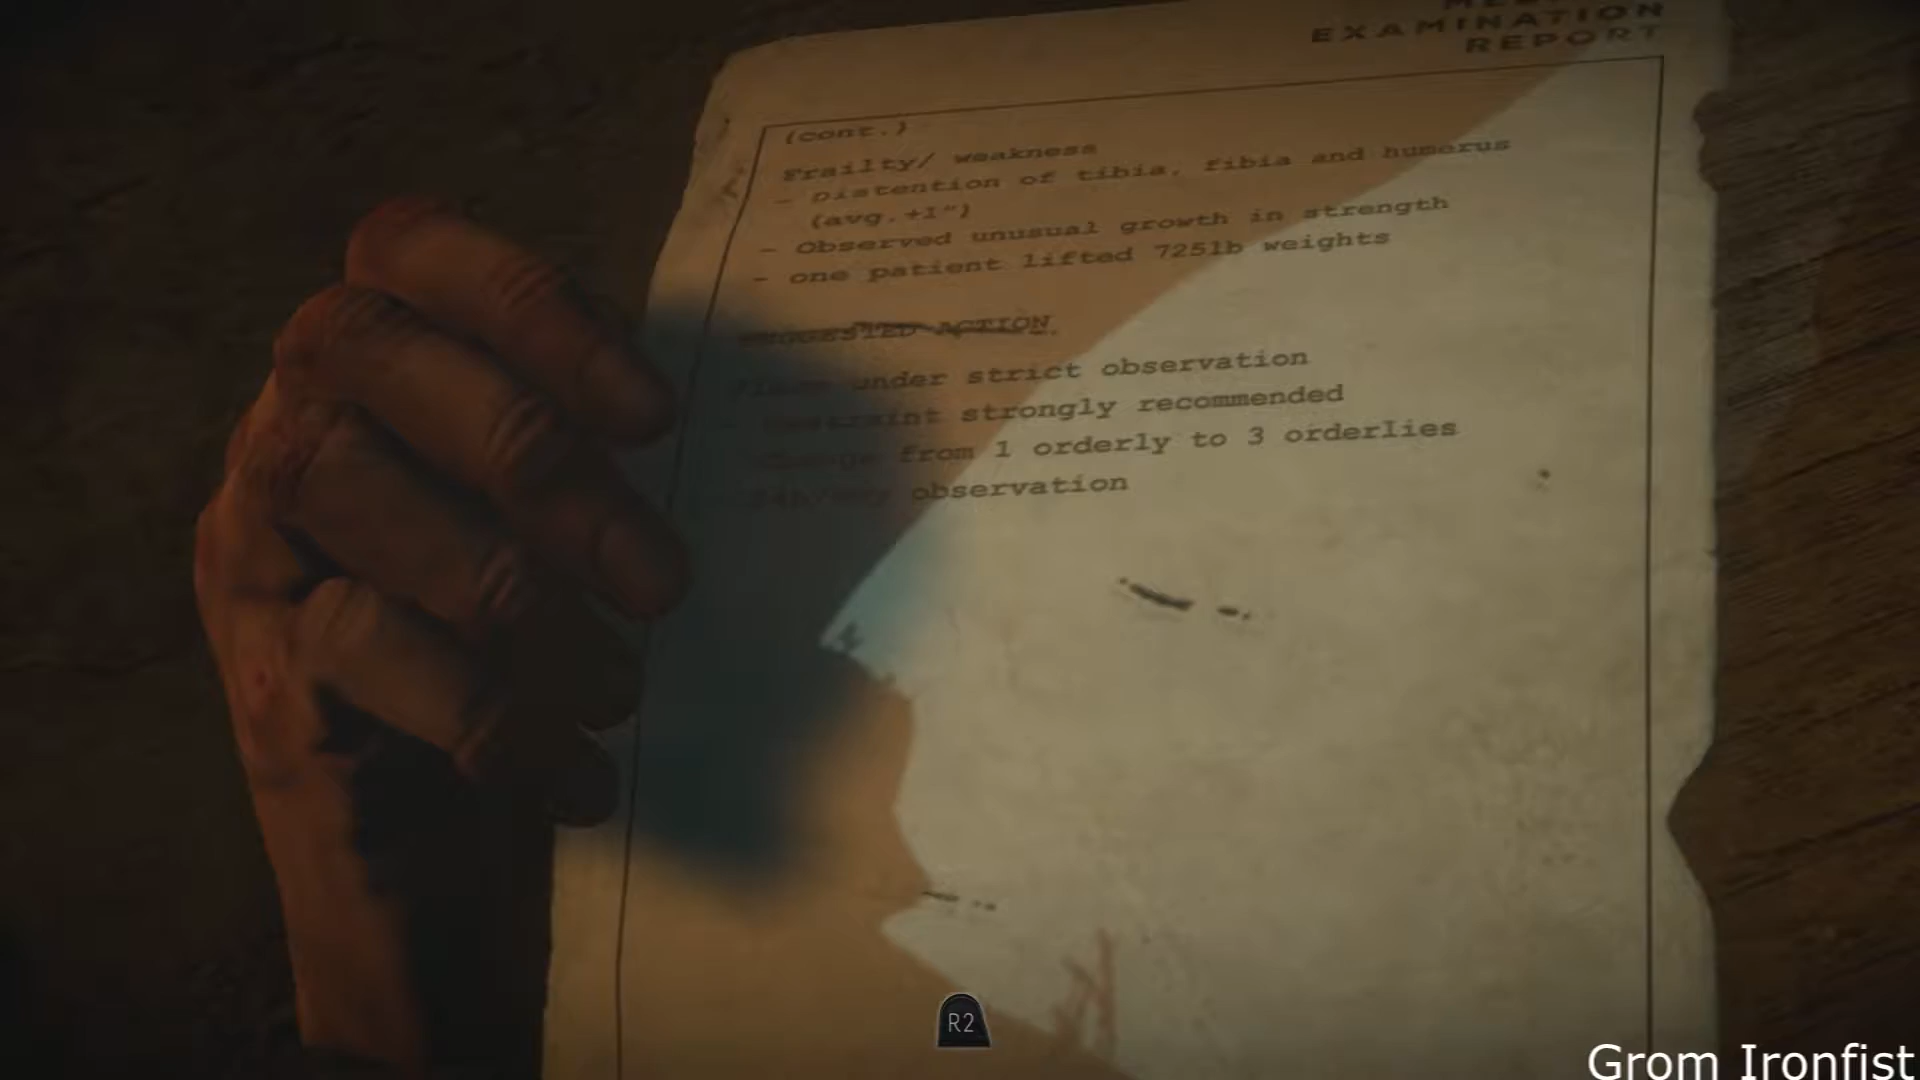 EXAMINATION
REPORT
(cont.)
Frailty/ weakness
- Distention of tibia, fibia and humerus
(avg.+1")
- Observed unusual growth in strength
- one patient lifted 725lb weights
SUGGESTED ACTION
under strict observation
strongly recommended
from 1 orderly to 3 orderlies
observation
R2
Grom Ironfist